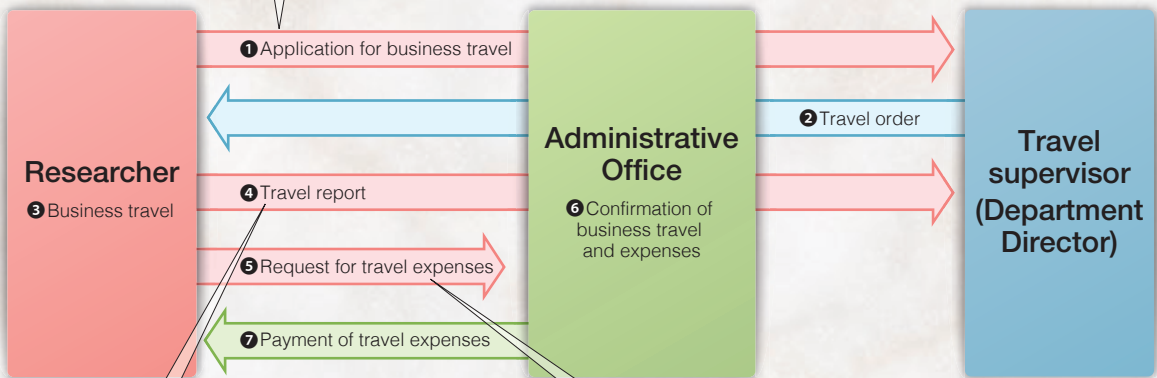 ❶Application for business travel
❷Travel order
Researcher
❸Business travel
❹Travel report
❺Request for travel expenses
Administrative
Office
❻Confirmation of
business travel
and expenses
❼Payment of travel expenses
Travel
supervisor
(Department
Director)